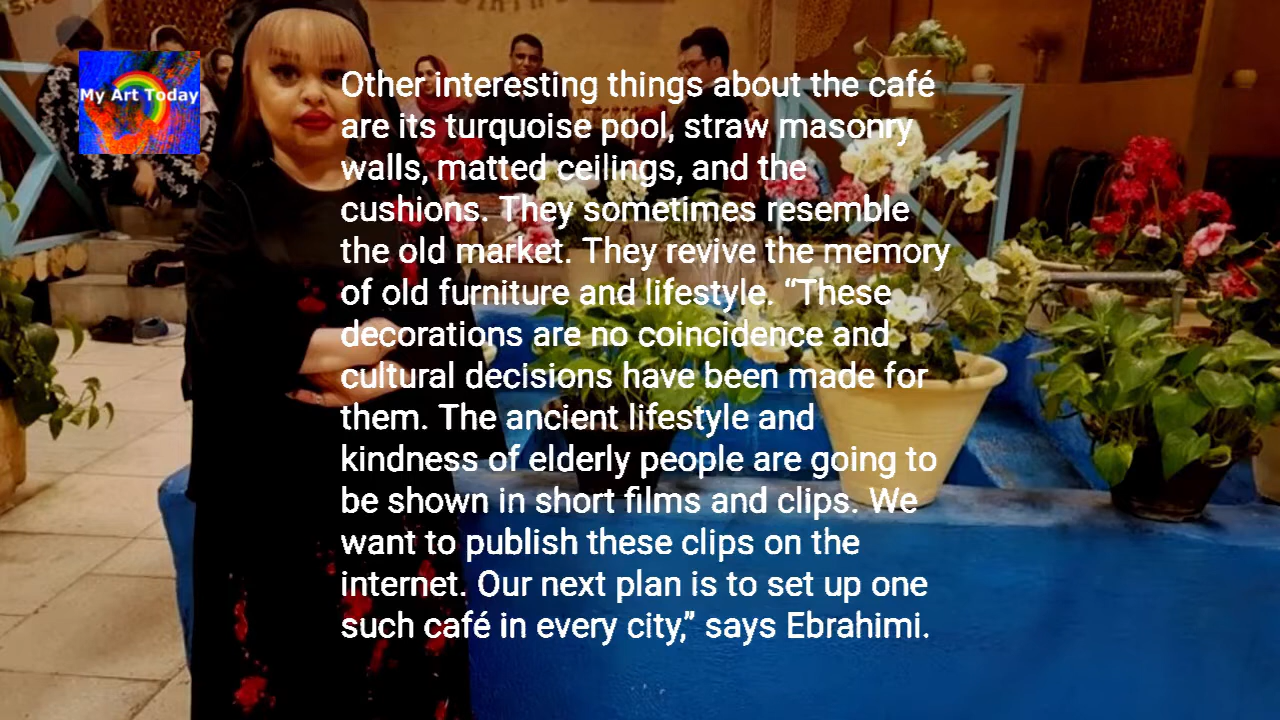 My Art Today
Other interesting things about the café
are its turquoise pool, straw masonry
walls, matted ceilings, and the
cushions. They sometimes resemble
the old market. They revive the memory
of old furniture and lifestyle. “These
decorations are no coincidence and
cultural decisions have been made for
them. The ancient lifestyle and
kindness of elderly people are going to
be shown in short films and clips. We
want to publish these clips on the
internet. Our next plan is to set up one
such café in every city,” says Ebrahimi.